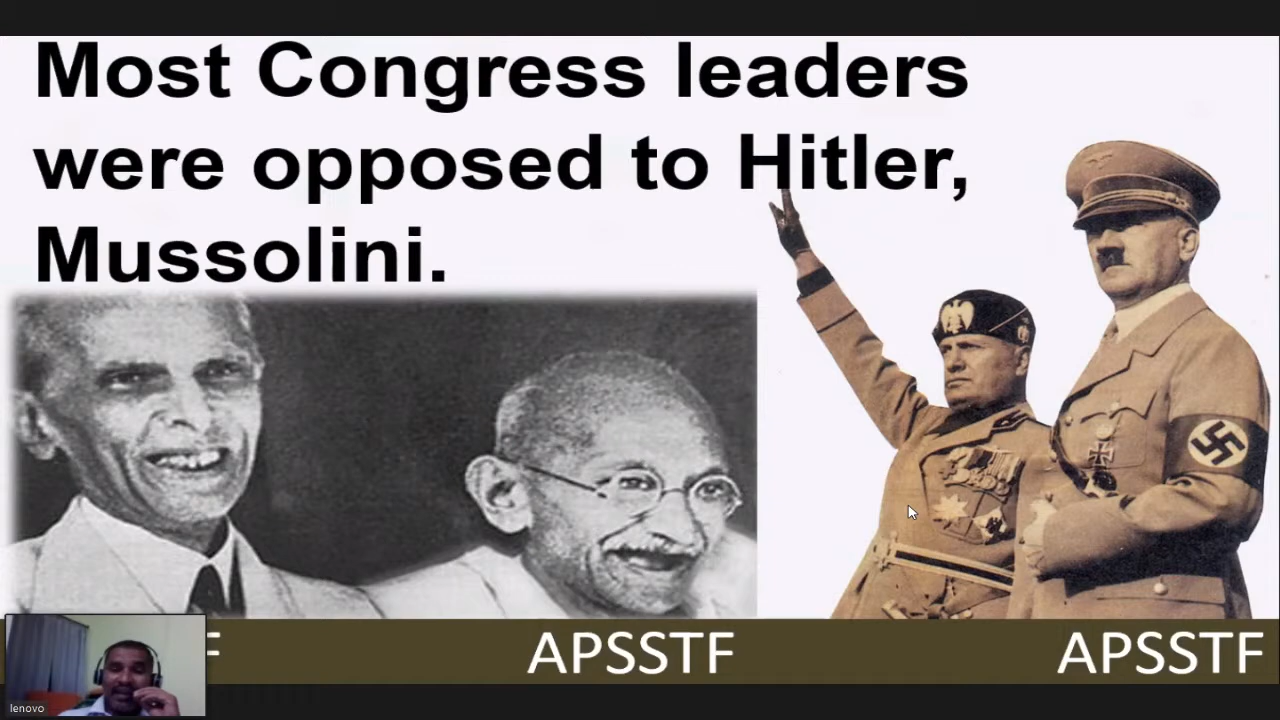 Most Congress leaders
were opposed to Hitler,
Mussolini.
F
APSSTF
APSSTF
lenovo